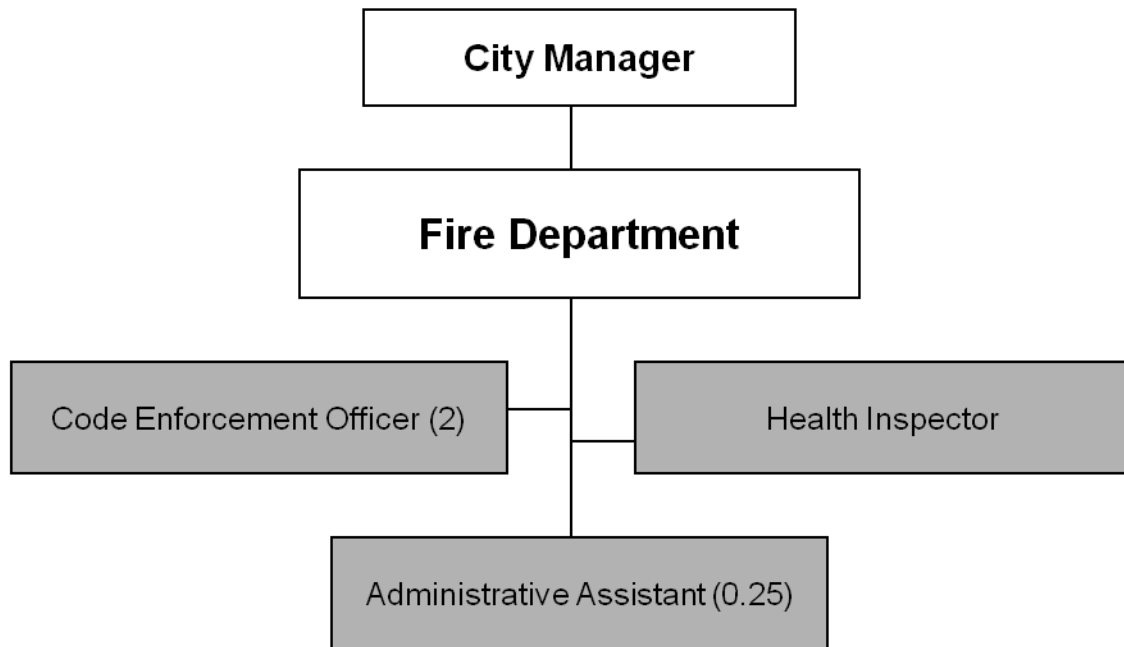 City Manager
Fire Department
Code Enforcement Officer (2)
Health Inspector
Administrative Assistant (0.25)